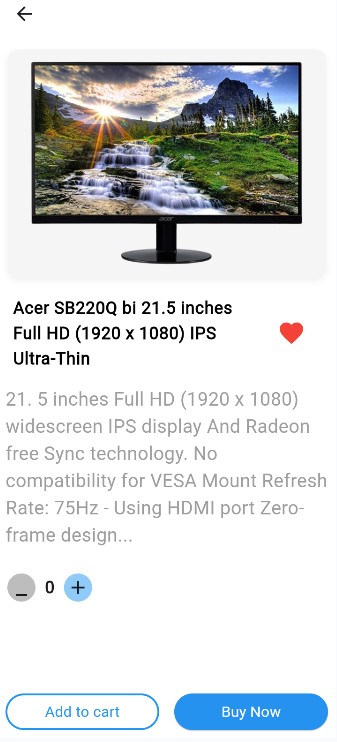 acer
Acer SB220Q bi 21.5 inches
Full HD (1920 x 1080) IPS
Ultra-Thin
21. 5 inches Full HD (1920 x 1080)
widescreen IPS display And Radeon
free Sync technology. No
compatibility for VESA Mount Refresh
Rate: 75Hz - Using HDMI port Zero-
frame design...
_ 0 +
Add to cart Buy Now